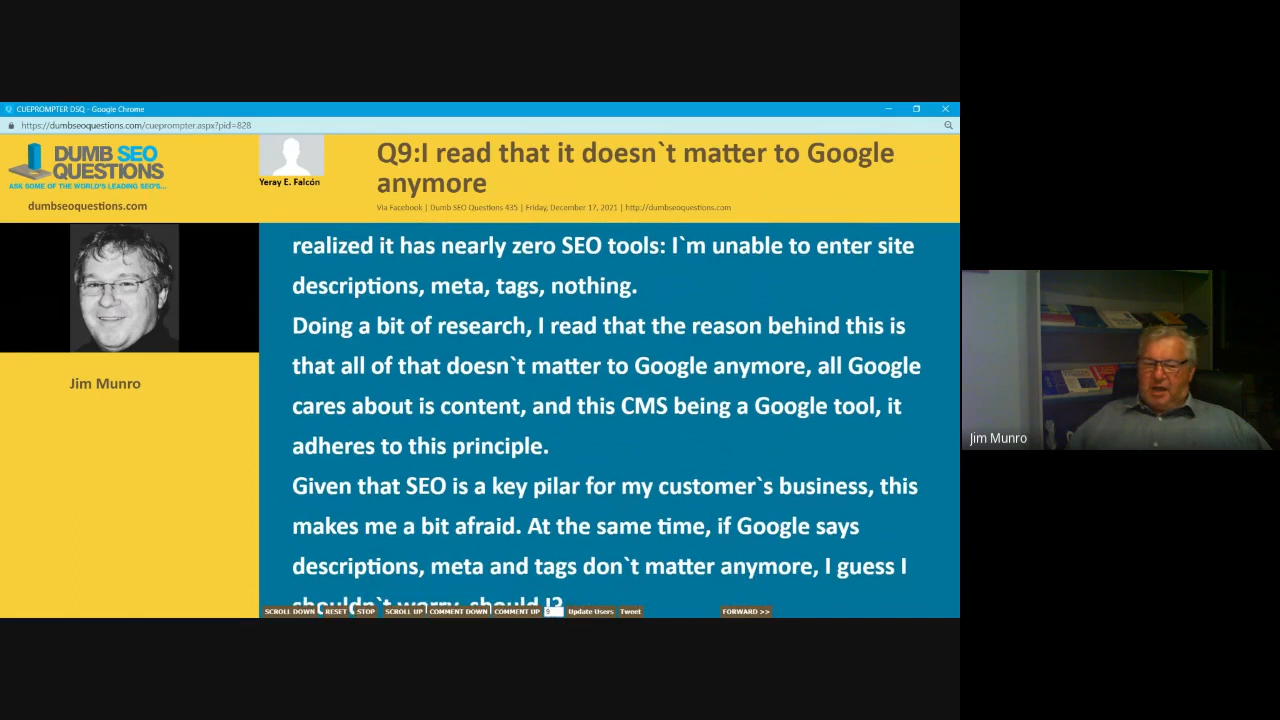 CUEPROMPTER DSQ - Google Chrome
https://dumbseoquestions.com/cueprompter.aspx?pid=828
DUMB SEO
QUESTIONS
ASK SOME OF THE WORLD'S LEADING SEO'S...
dumbseoquestions.com
Yeray E. Falcón
Q9:I read that it doesn`t matter to Google
anymore
Via Facebook | Dumb SEO Questions 435 | Friday, December 17, 2021 | http://dumbseoquestions.com
Jim Munro
realized it has nearly zero SEO tools: I`m unable to enter site
descriptions, meta, tags, nothing.
Doing a bit of research, I read that the reason behind this is
that all of that doesn`t matter to Google anymore, all Google
cares about is content, and this CMS being a Google tool, it
adheres to this principle.
Given that SEO is a key pilar for my customer`s business, this
makes me a bit afraid. At the same time, if Google says
descriptions, meta and tags don`t matter anymore, I guess I
shouldn`t worry, should I?
SCROLL DOWN RESET STOP SCROLL UP COMMENT DOWN COMMENT UP 9 Update Users Tweet FORWARD >>
Jim Munro